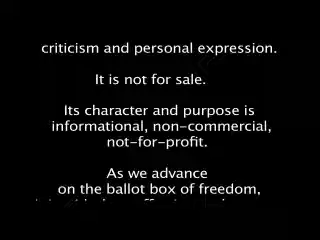 criticism and personal expression.
It is not for sale.
Its character and purpose is
informational, non-commercial,
not-for-profit.
As we advance
on the ballot box of freedom,